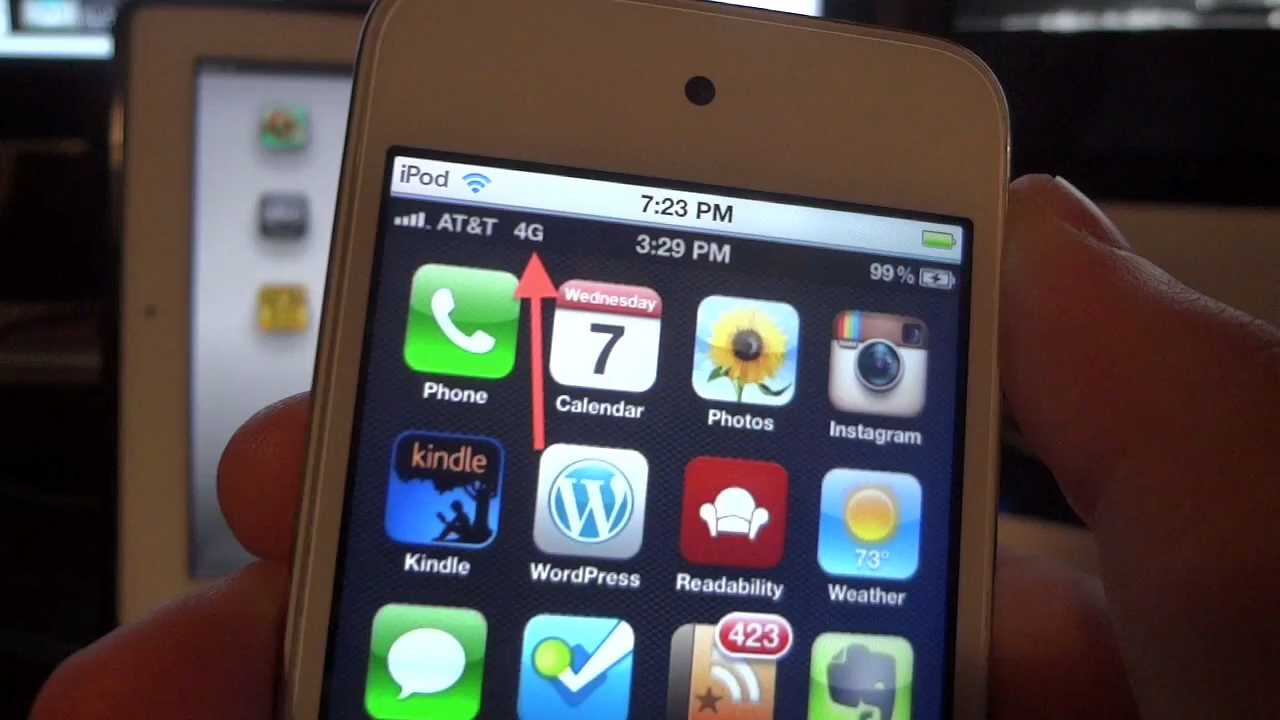 iPod 7:23 PM
AT&T 4G 3:29 PM 99%
Wednesday
7
Phone Calendar Photos Instagram
kindle
W
73°
Kindle WordPress Readability Weather
423